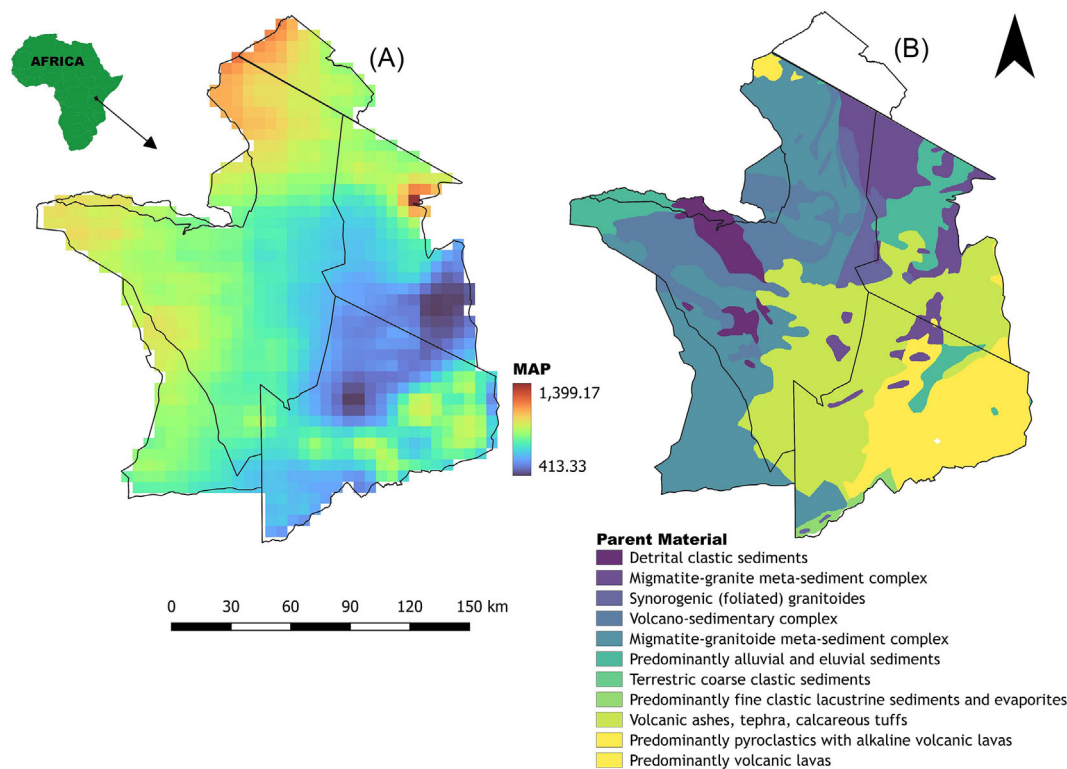 AFRICA
(A)
(B)
MAP
1,399.17
413.33
0 30 60 90 120 150 km
Parent Material
Detrital clastic sediments
Migmatite-granite meta-sediment complex
Synorogenic (foliated) granitoides
Volcano-sedimentary complex
Migmatite-granitoide meta-sediment complex
Predominantly alluvial and eluvial sediments
Terrestric coarse clastic sediments
Predominantly fine clastic lacustrine sediments and evaporites
Volcanic ashes, tephra, calcareous tuffs
Predominantly pyroclastics with alkaline volcanic lavas
Predominantly volcanic lavas